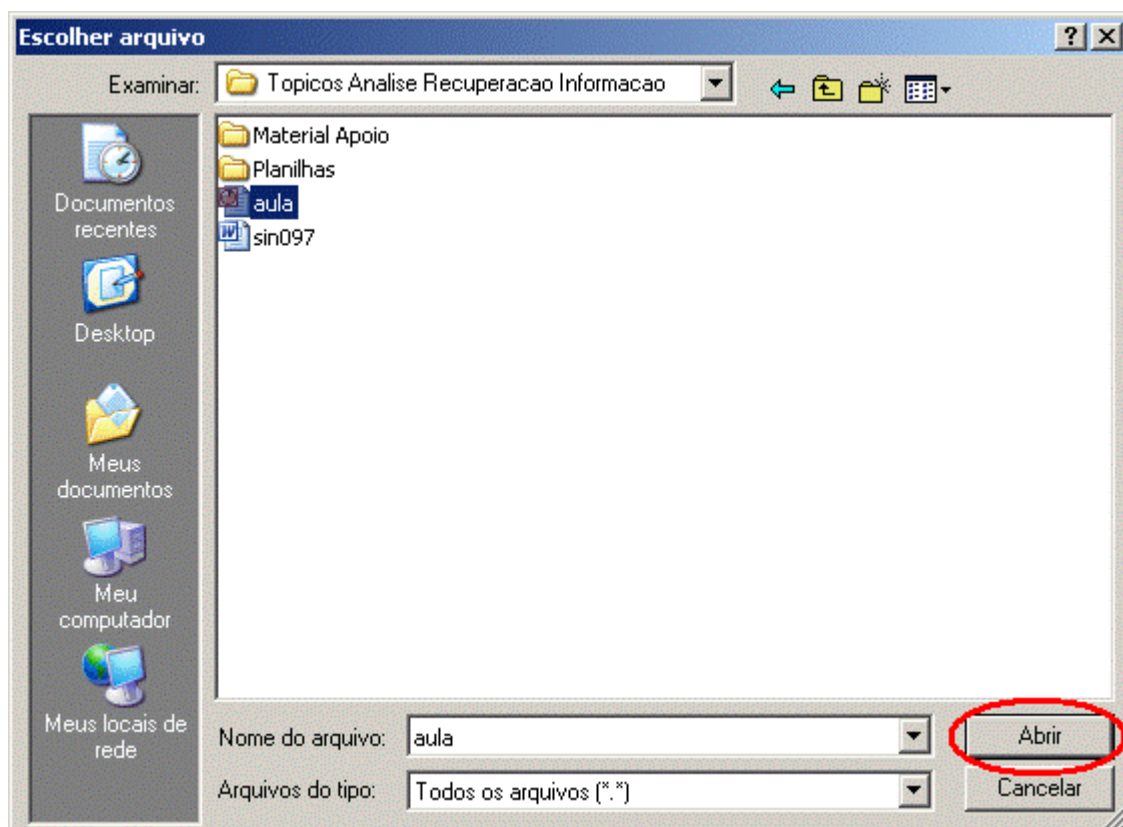 Escolher arquivo
Examinar:
Topicos Analise Recuperacao Informacao
Documentos
recentes
Desktop
Meus
documentos
Meu
computador
Meus locais de
rede
Material Apoio
Planilhas
aula
sin097
Nome do arquivo:
aula
Abrir
Arquivos do tipo:
Todos os arquivos (*.*)
Cancelar